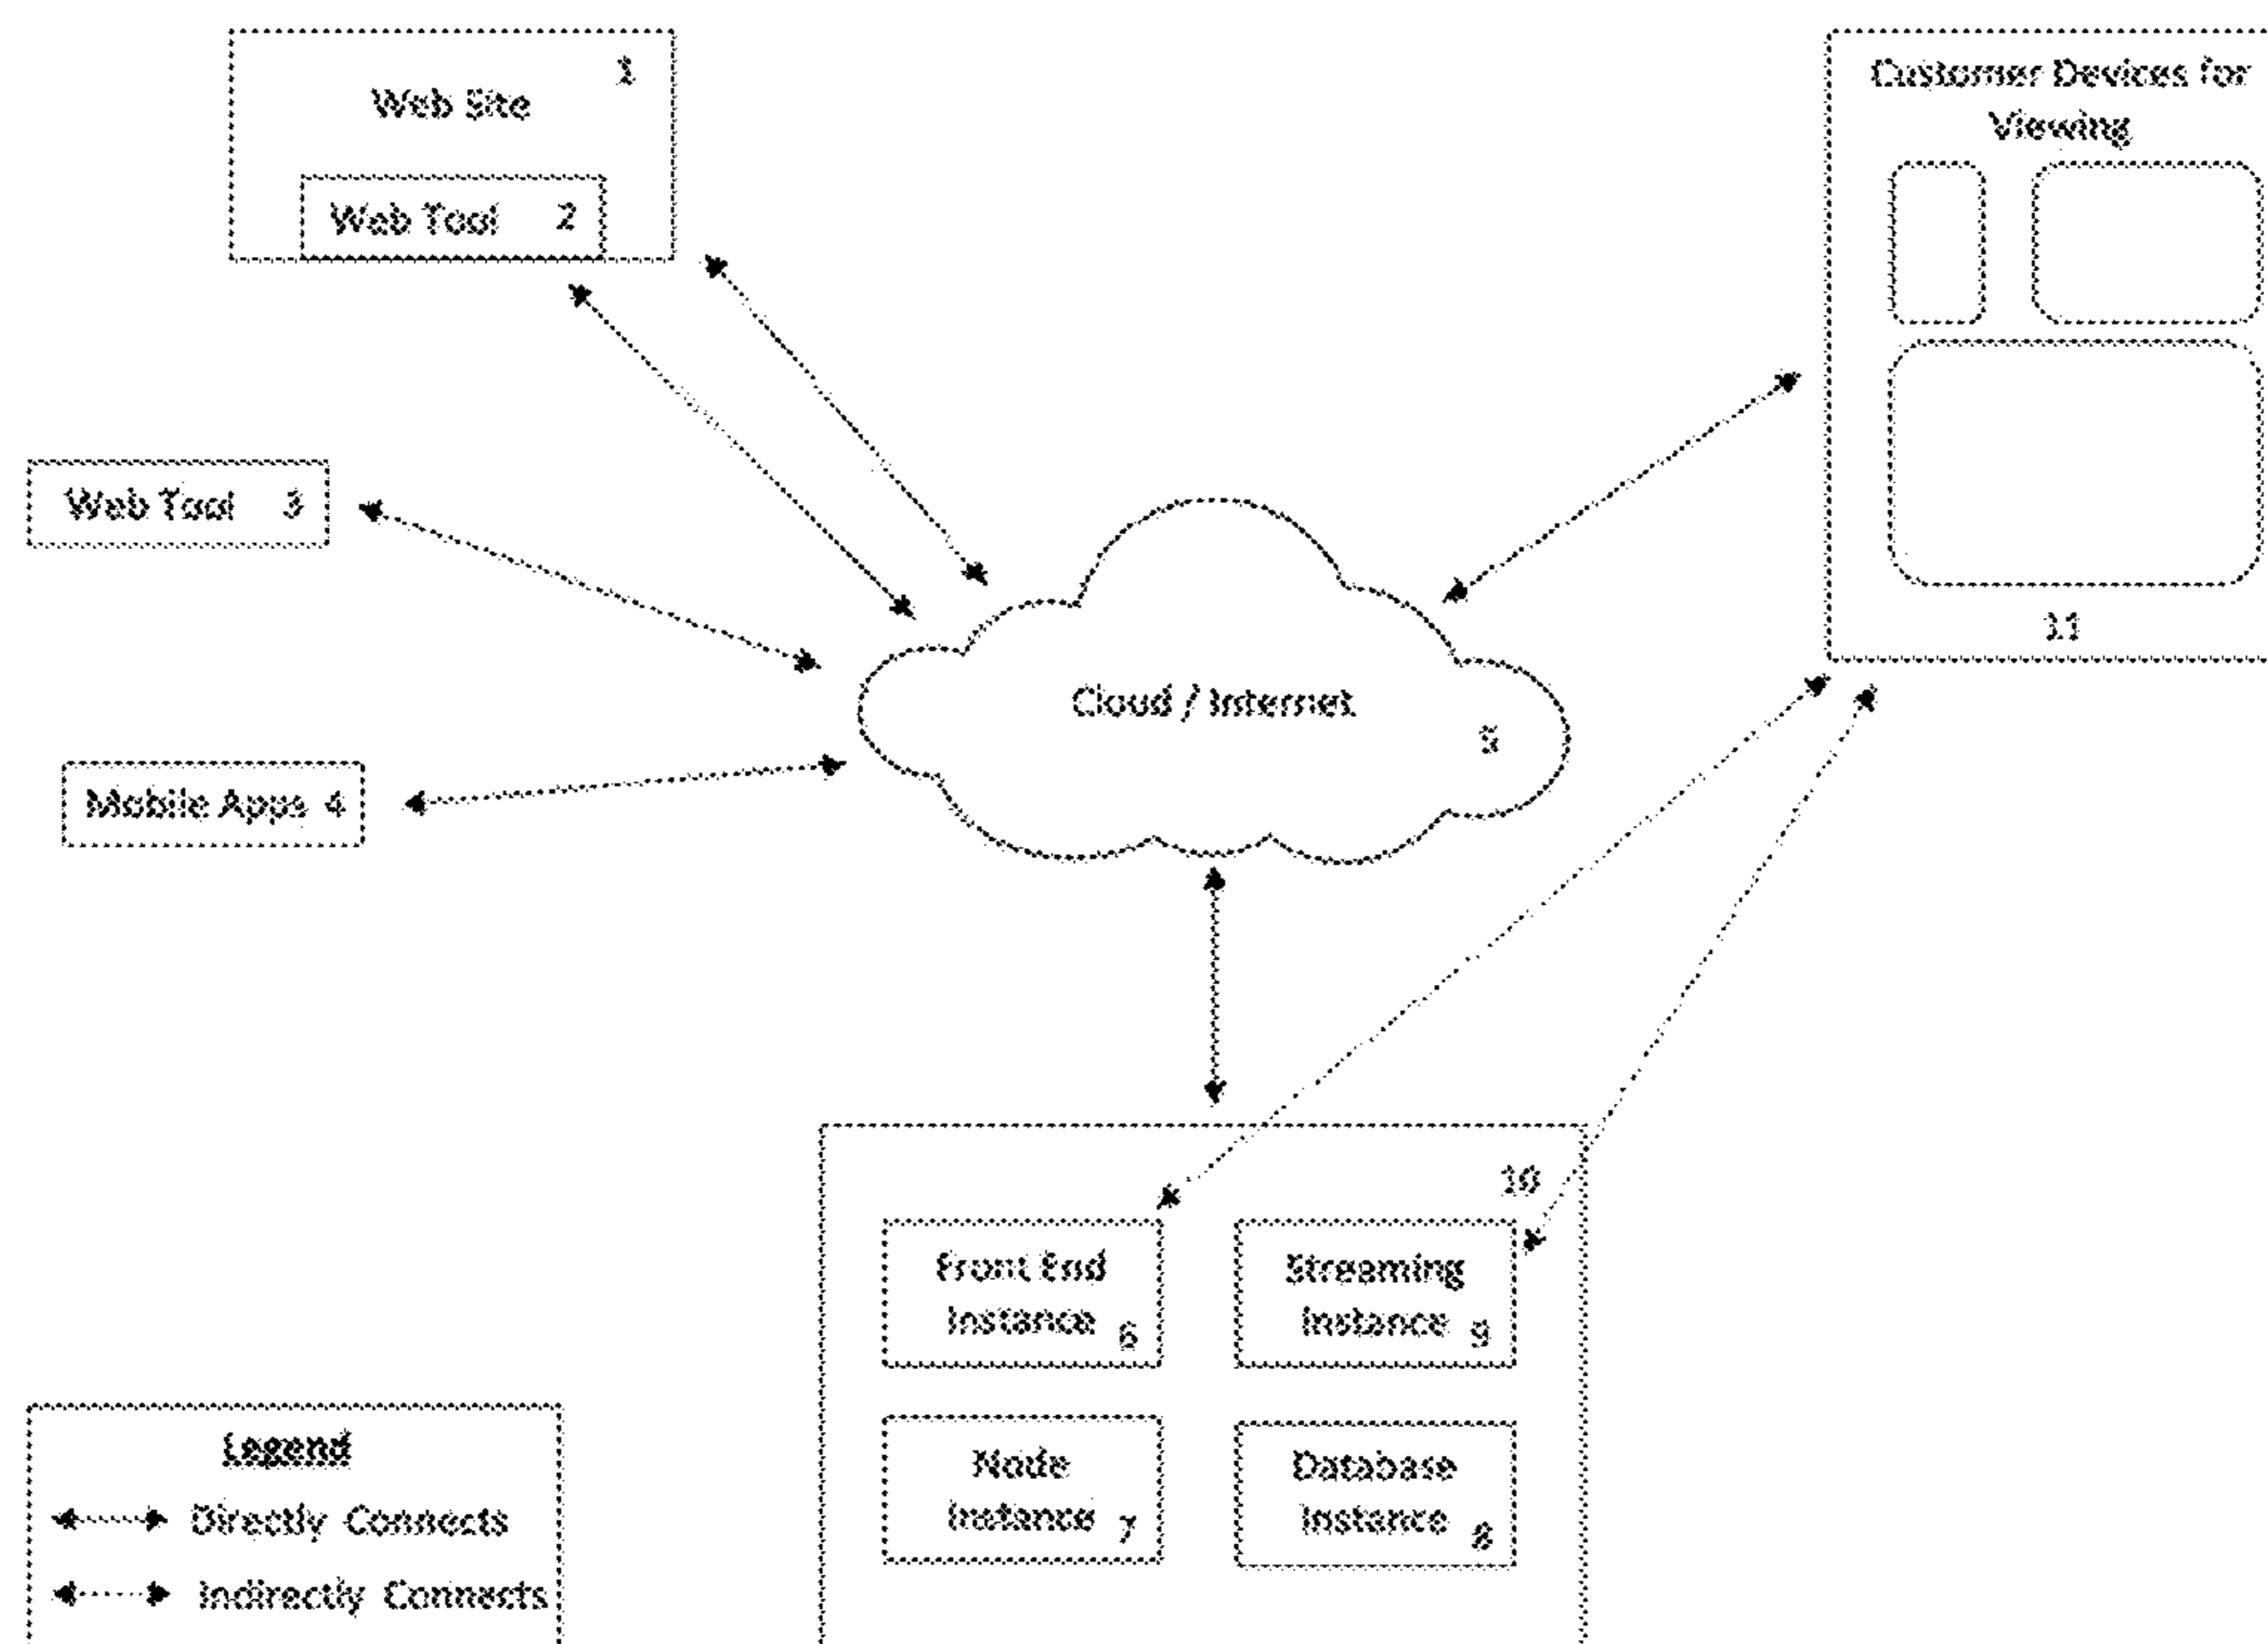 1
Web Site
Web Tool 2
Customer Devices for
Viewing
11
Web Tool 3
Cloud / Internet
5
Mobile Apps 4
10
Front End
Instance 6
Streaming
Instance 9
Node
Instance 7
Database
Instance 8
Legend
Directly Connects
Indirectly Connects